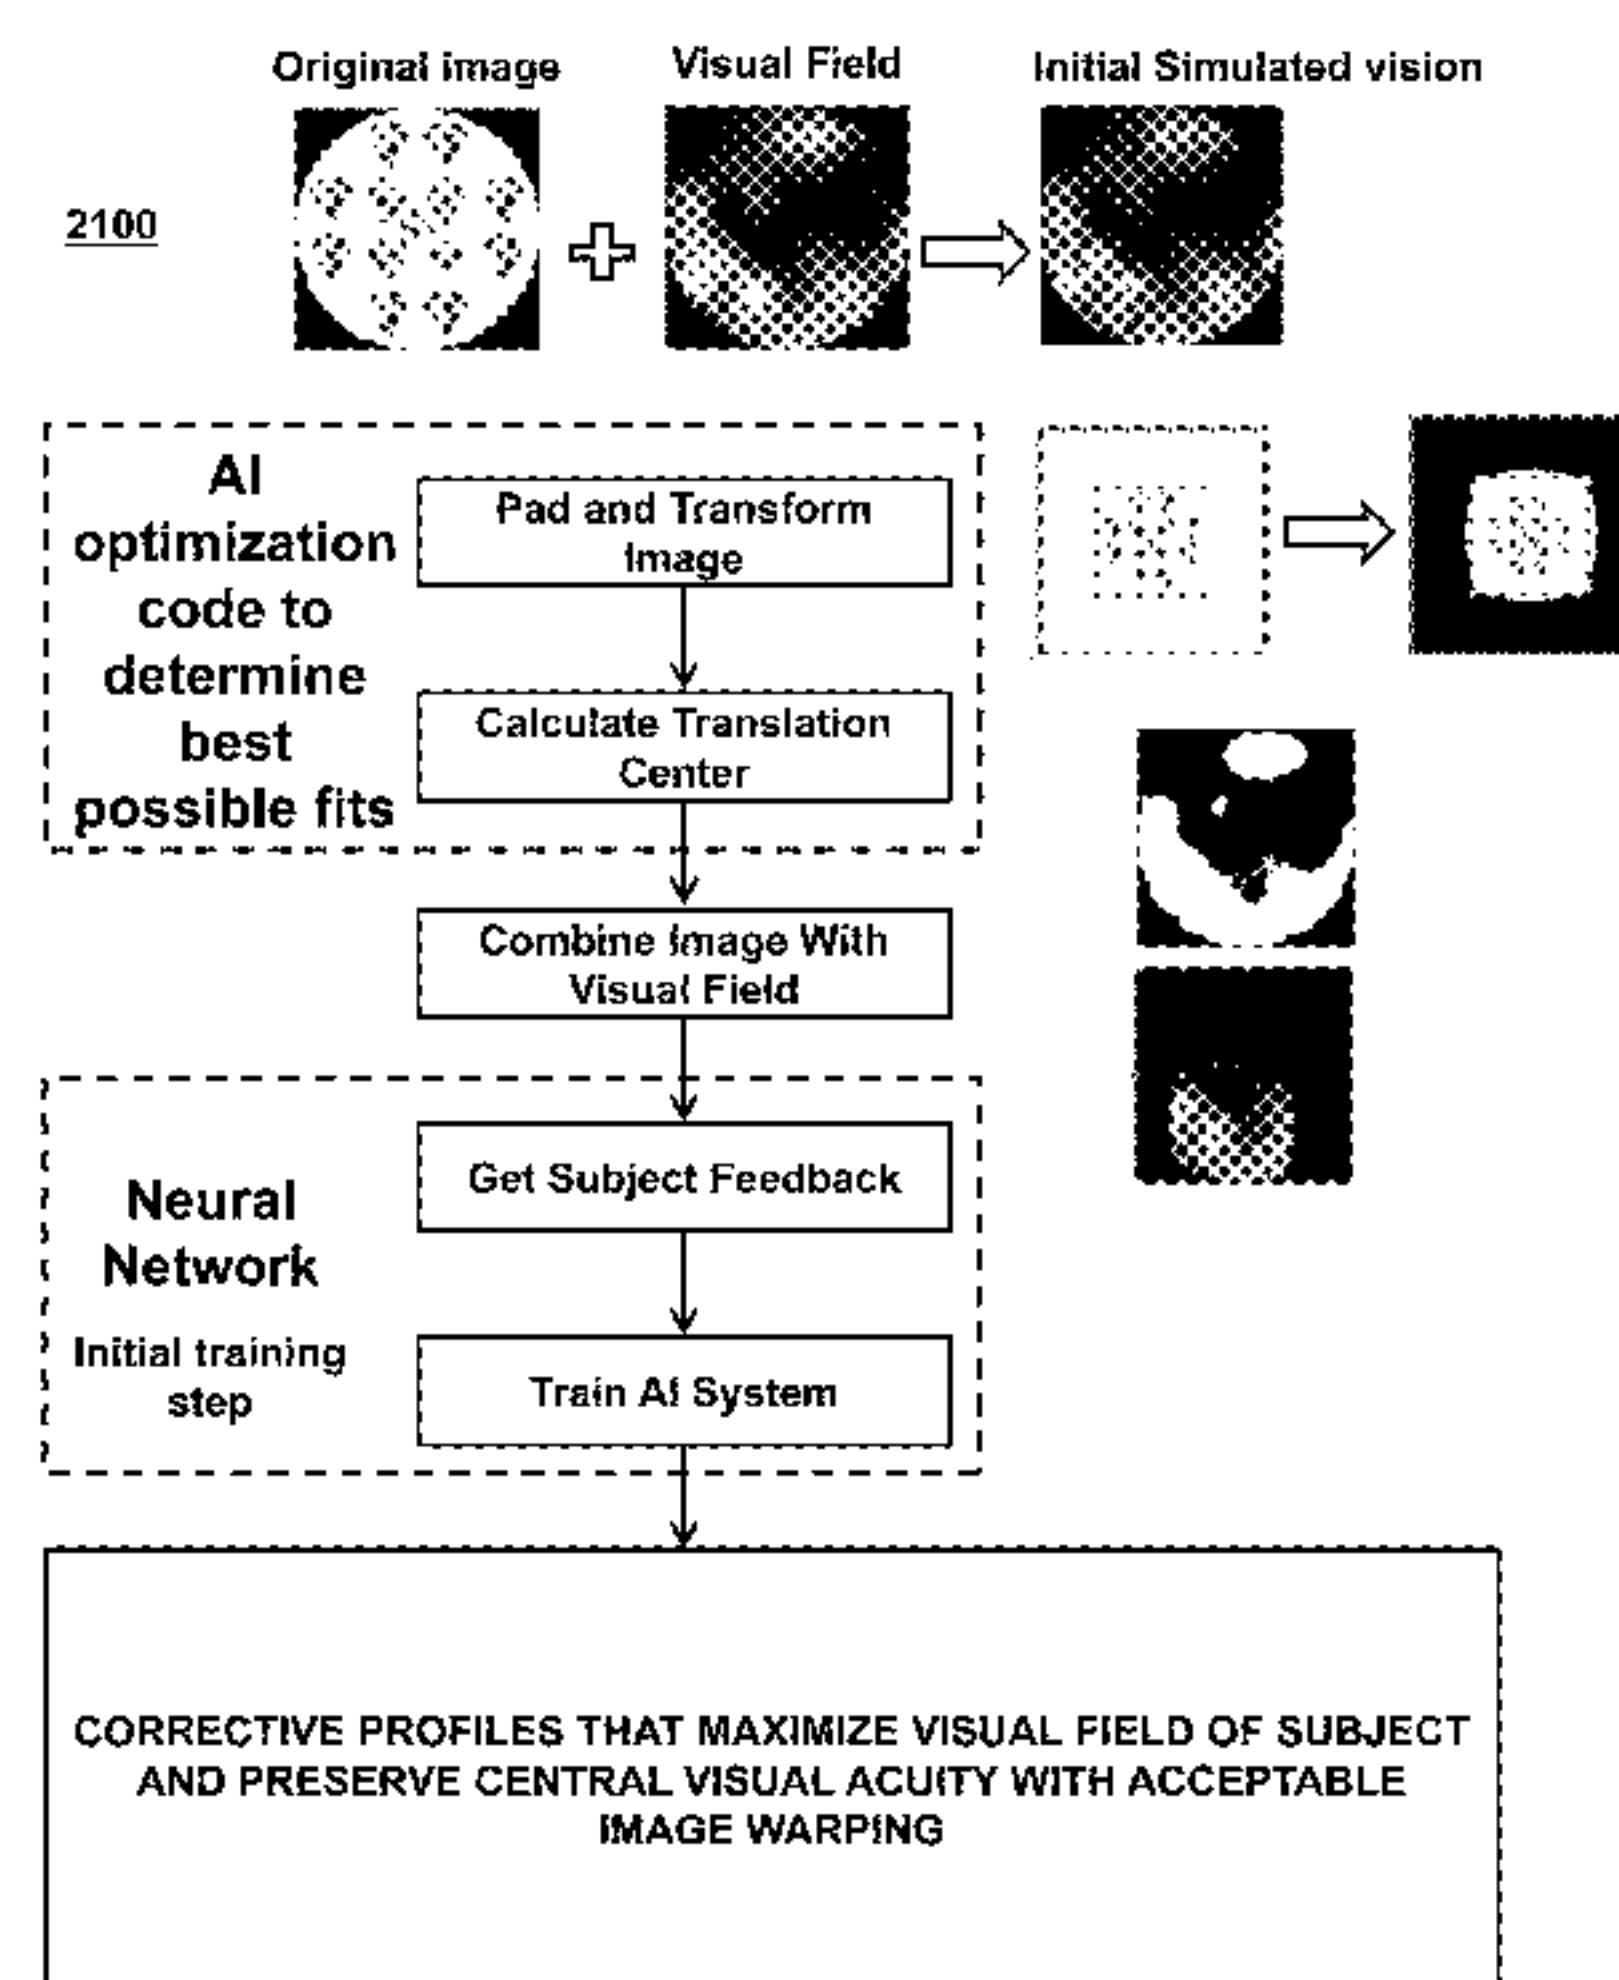 Original image
Visual Field
Initial Simulated vision
2100
AI
optimization
code to
determine
best
possible fits
Pad and Transform
Image
Calculate Translation
Center
Combine Image With
Visual Field
Neural
Network
Initial training
step
Get Subject Feedback
Train AI System
CORRECTIVE PROFILES THAT MAXIMIZE VISUAL FIELD OF SUBJECT
AND PRESERVE CENTRAL VISUAL ACUITY WITH ACCEPTABLE
IMAGE WARPING